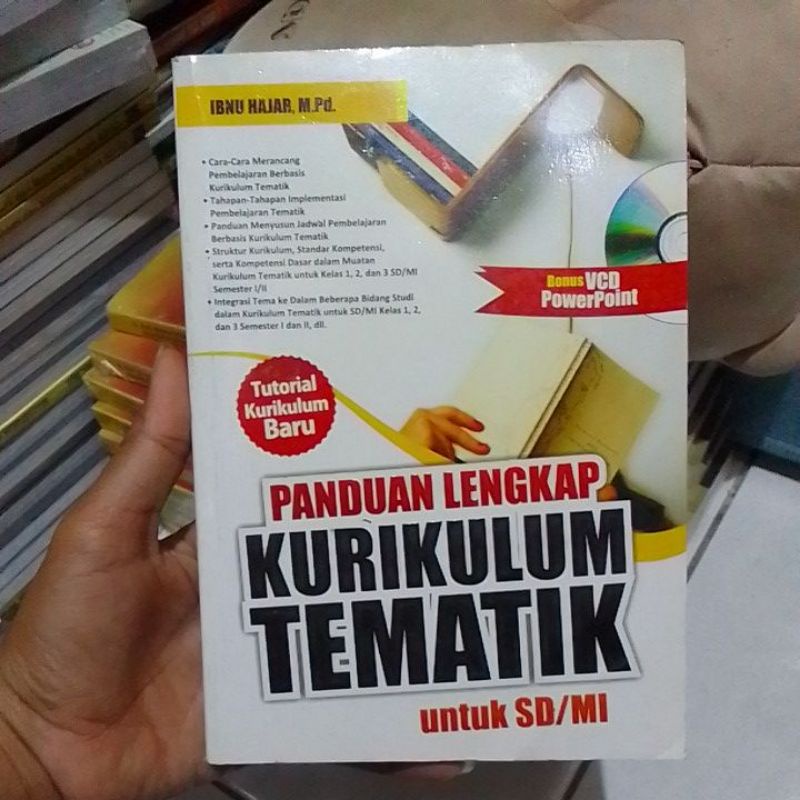 IBNU HAJAR, M.Pd.
• Cara-Cara Merancang
Pembelajaran Berbasis
Kurikulum Tematik
• Tahapan-Tahapan Implementasi
Pembelajaran Tematik
• Panduan Menyusun Jadwal Pembelajaran
Berbasis Kurikulum Tematik
• Struktur Kurikulum, Standar Kompetensi,
serta Kompetensi Dasar dalam Muatan
Kurikulum Tematik untuk Kelas 1, 2, dan 3 SD/MI
Semester I/II
• Integrasi Tema ke Dalam Beberapa Bidang Studi
dalam Kurikulum Tematik untuk SD/MI Kelas 1, 2,
dan 3 Semester I dan II, dll.
Bonus VCD
PowerPoint
Tutorial
Kurikulum
Baru
PANDUAN LENGKAP
KURIKULUM
TEMATIK
untuk SD/MI